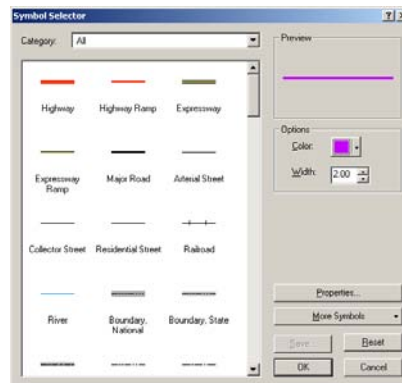 Symbol Selector
Category: All
Highway
Highway Ramp
Expressway
Expressway Ramp
Major Road
Arterial Street
Collector Street
Residential Street
Railroad
River
Boundary, National
Boundary, State
Preview
Options
Color:
Width: 2.00
Properties...
More Symbols
Save
Reset
OK
Cancel